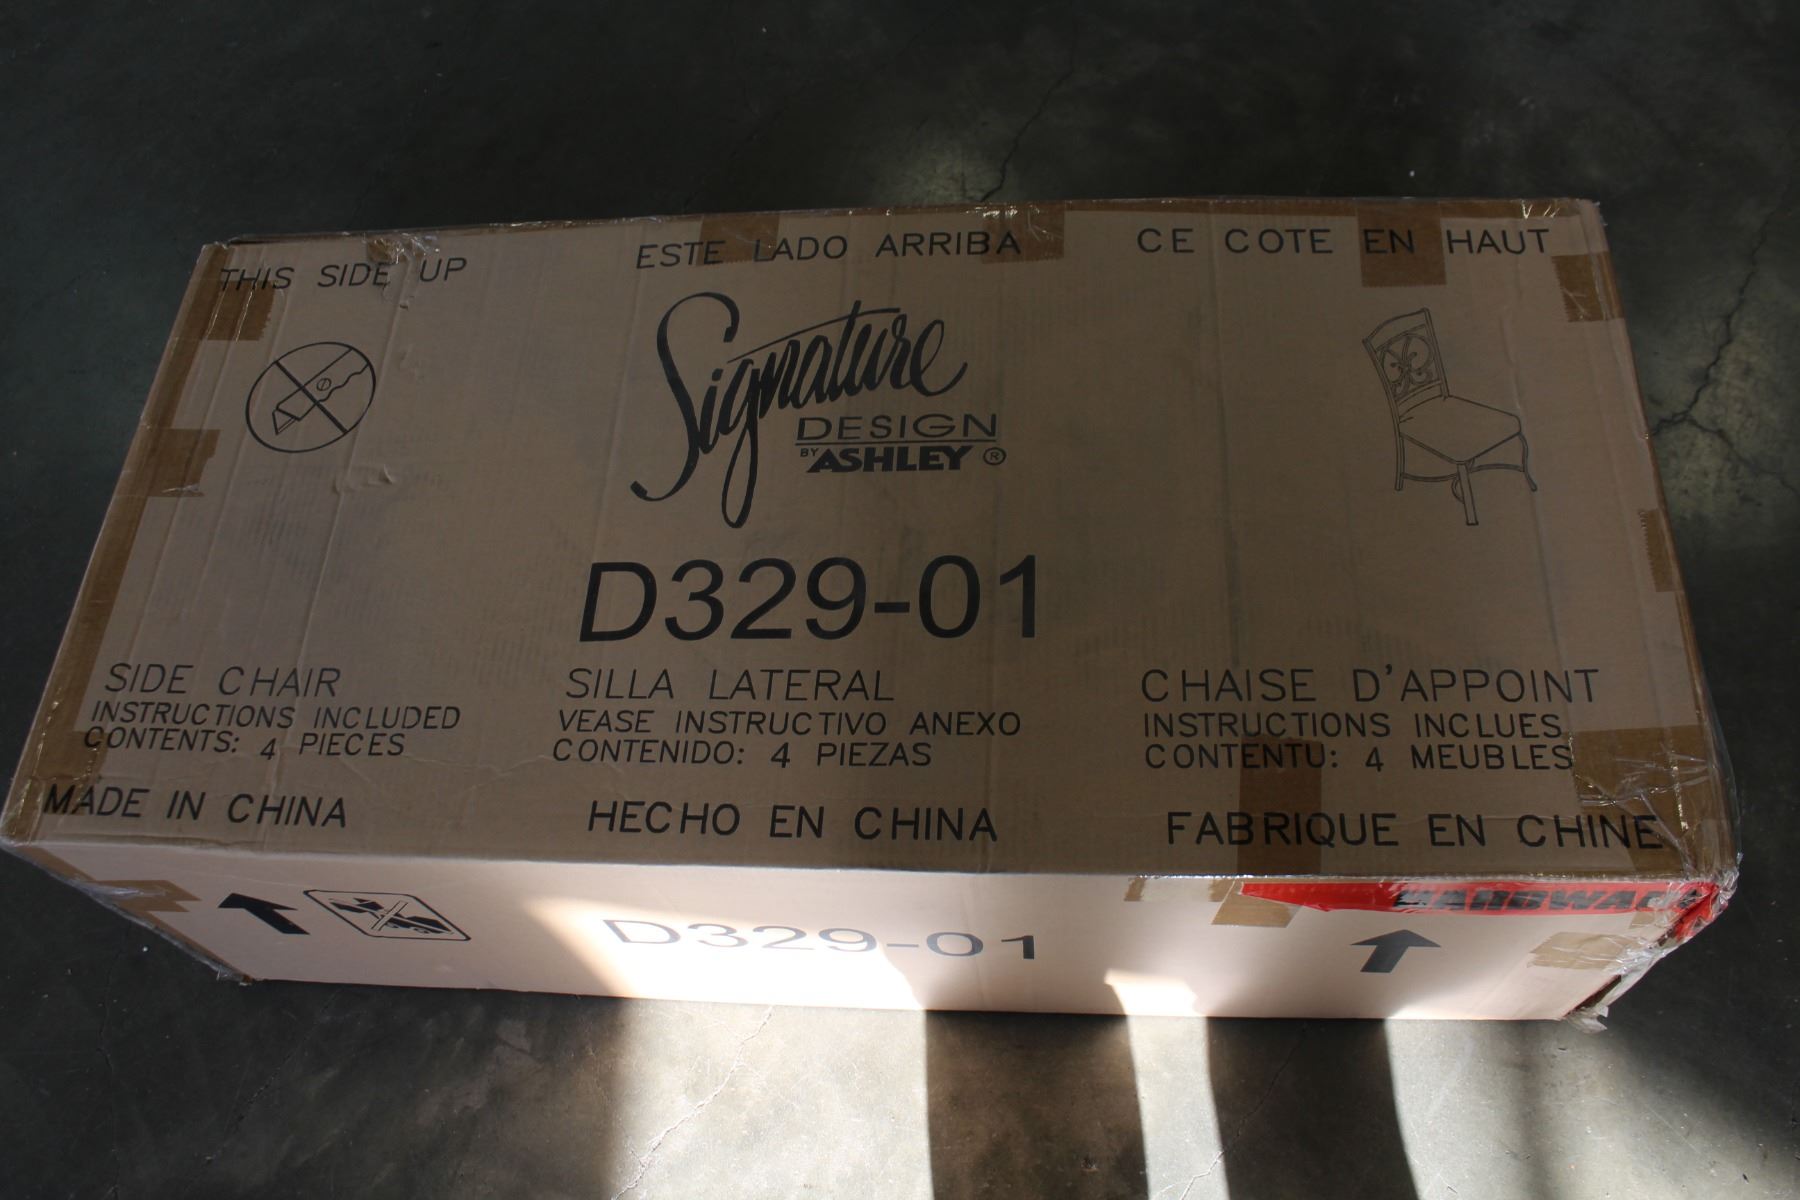 THIS SIDE UP
ESTE LADO ARRIBA
CE COTE EN HAUT
Signature
DESIGN
BY ASHLEY ®
D329-01
SIDE CHAIR
INSTRUCTIONS INCLUDED
CONTENTS: 4 PIECES
SILLA LATERAL
VEASE INSTRUCTIVO ANEXO
CONTENIDO: 4 PIEZAS
CHAISE D'APPOINT
INSTRUCTIONS INCLUES
CONTENTU: 4 MEUBLES
MADE IN CHINA
HECHO EN CHINA
FABRIQUE EN CHINE
D329-01